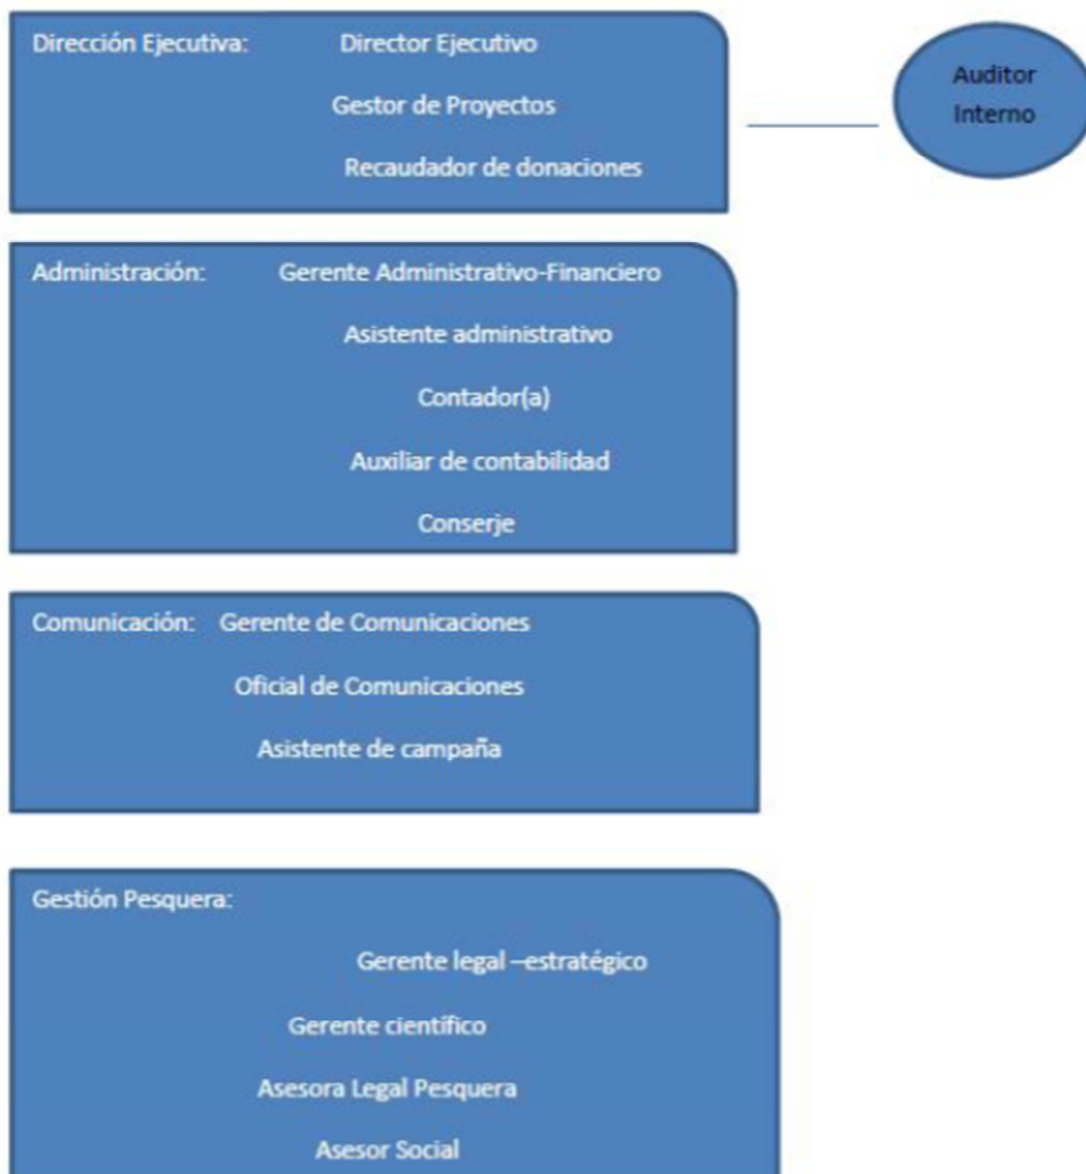 Dirección Ejecutiva: Director Ejecutivo
Gestor de Proyectos
Recaudador de donaciones
Auditor
Interno
Administración: Gerente Administrativo-Financiero
Asistente administrativo
Contador(a)
Auxiliar de contabilidad
Conserje
Comunicación: Gerente de Comunicaciones
Oficial de Comunicaciones
Asistente de campaña
Gestión Pesquera:
Gerente legal –estratégico
Gerente científico
Asesora Legal Pesquera
Asesor Social